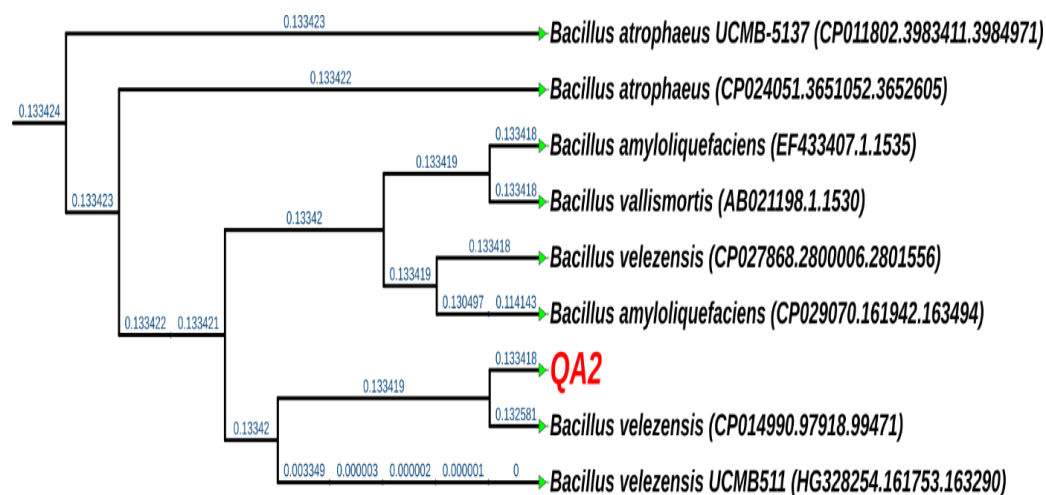 0.133423
Bacillus atrophaeus UCMB-5137 (CP011802.3983411.3984971)
0.133422
Bacillus atrophaeus (CP024051.3651052.3652605)
0.133424
0.133418
Bacillus amyloliquefaciens (EF433407.1.1535)
0.133419
0.133418
Bacillus vallismortis (AB021198.1.1530)
0.133423
0.13342
0.133418
Bacillus velezensis (CP027868.2800006.2801556)
0.133419
0.130497 0.114143
Bacillus amyloliquefaciens (CP029070.161942.163494)
0.133422 0.133421
0.133418
QA2
0.133419
0.132581
Bacillus velezensis (CP014990.97918.99471)
0.13342
0.003349 0.000003 0.000002 0.000001 0
Bacillus velezensis UCMB511 (HG328254.161753.163290)